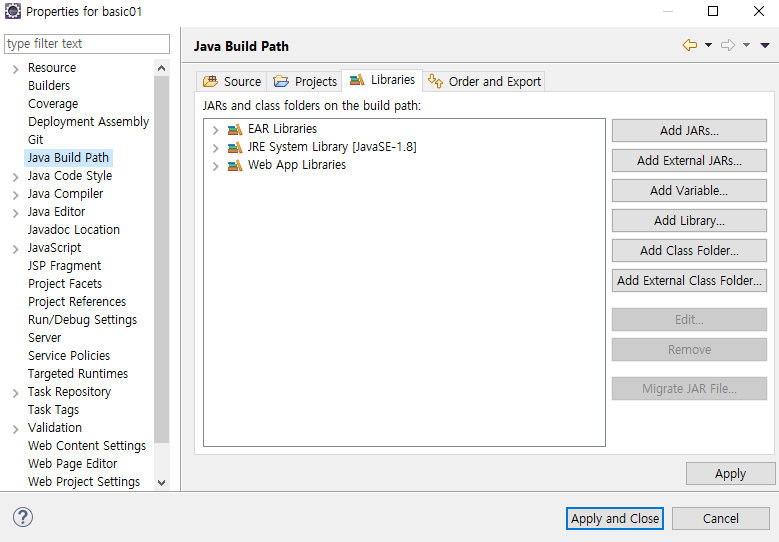 Properties for basic01
type filter text
Resource
Builders
Coverage
Deployment Assembly
Git
Java Build Path
Java Code Style
Java Compiler
Java Editor
Javadoc Location
JavaScript
JSP Fragment
Project Facets
Project References
Run/Debug Settings
Server
Service Policies
Targeted Runtimes
Task Repository
Task Tags
Validation
Web Content Settings
Web Page Editor
Web Project Settings
Java Build Path
Source
Projects
Libraries
Order and Export
JARs and class folders on the build path:
EAR Libraries
JRE System Library [JavaSE-1.8]
Web App Libraries
Add JARs...
Add External JARs...
Add Variable...
Add Library...
Add Class Folder...
Add External Class Folder...
Edit...
Remove
Migrate JAR File...
Apply
?
Apply and Close
Cancel